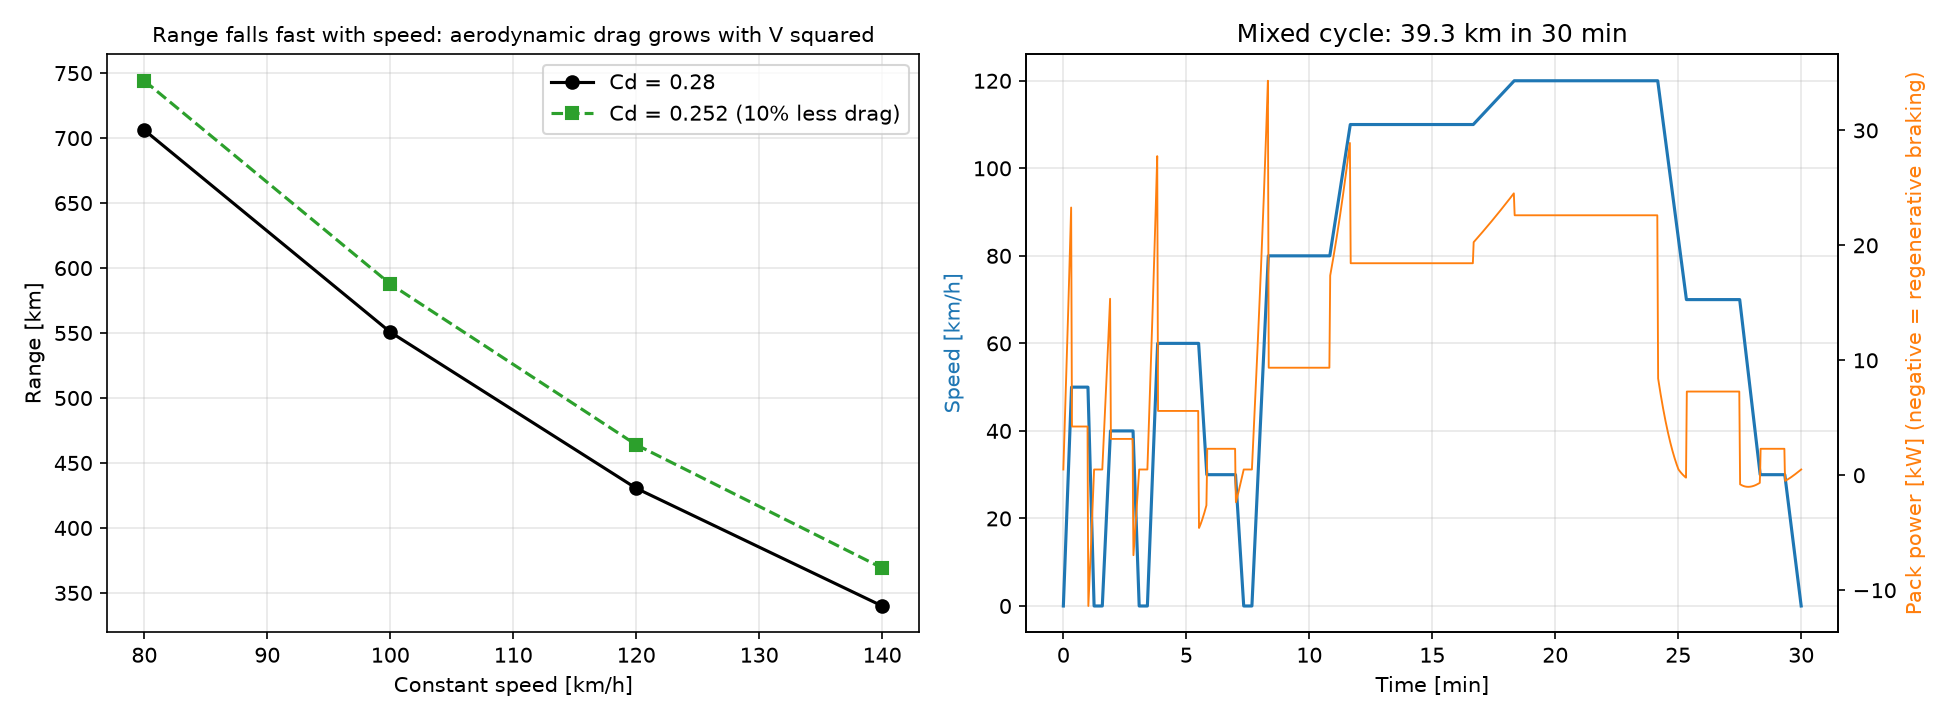 Range falls fast with speed: aerodynamic drag grows with V squared
Cd = 0.28
Cd = 0.252 (10% less drag)
Range [km]
750
700
650
600
550
500
450
400
350
80 90 100 110 120 130 140
Constant speed [km/h]
Mixed cycle: 39.3 km in 30 min
Speed [km/h]
120
100
80
60
40
20
0
0 5 10 15 20 25 30
Time [min]
30
20
10
0
−10
Pack power [kW] (negative = regenerative braking)